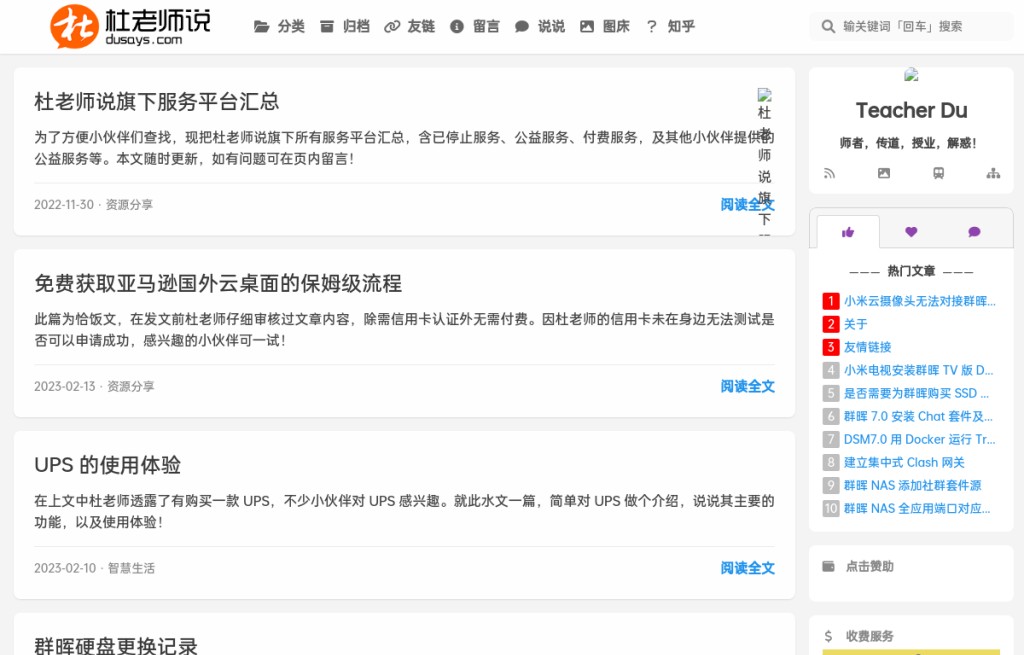 杜老师说
dusays.com
分类 归档 友链 留言 说说 图床 知乎
输关键词「回车」搜索
杜老师说旗下服务平台汇总
为了方便小伙伴们查找，现把杜老师说旗下所有服务平台汇总，含已停止服务、公益服务、付费服务，及其他小伙伴提供的
公益服务等。本文随时更新，如有问题可在页内留言！
2022-11-30 · 资源分享
阅读全文
杜
老
师
说
旗
下
免费获取亚马逊国外云桌面的保姆级流程
此篇为恰饭文，在发文前杜老师仔细审核过文章内容，除需信用卡认证外无需付费。因杜老师的信用卡未在身边无法测试是
否可以申请成功，感兴趣的小伙伴可一试！
2023-02-13 · 资源分享
阅读全文
UPS 的使用体验
在上文中杜老师透露了有购买一款 UPS，不少小伙伴对 UPS 感兴趣。就此水文一篇，简单对 UPS 做个介绍，说说其主要的
功能，以及使用体验！
2023-02-10 · 智慧生活
阅读全文
群晖硬盘更换记录
Teacher Du
师者，传道，授业，解惑！
——— 热门文章 ———
1 小米云摄像头无法对接群晖...
2 关于
3 友情链接
4 小米电视安装群晖 TV 版 D...
5 是否需要为群晖购买 SSD ...
6 群晖 7.0 安装 Chat 套件及...
7 DSM7.0 用 Docker 运行 Tr...
8 建立集中式 Clash 网关
9 群晖 NAS 添加社群套件源
10 群晖 NAS 全应用端口对应...
点击赞助
收费服务